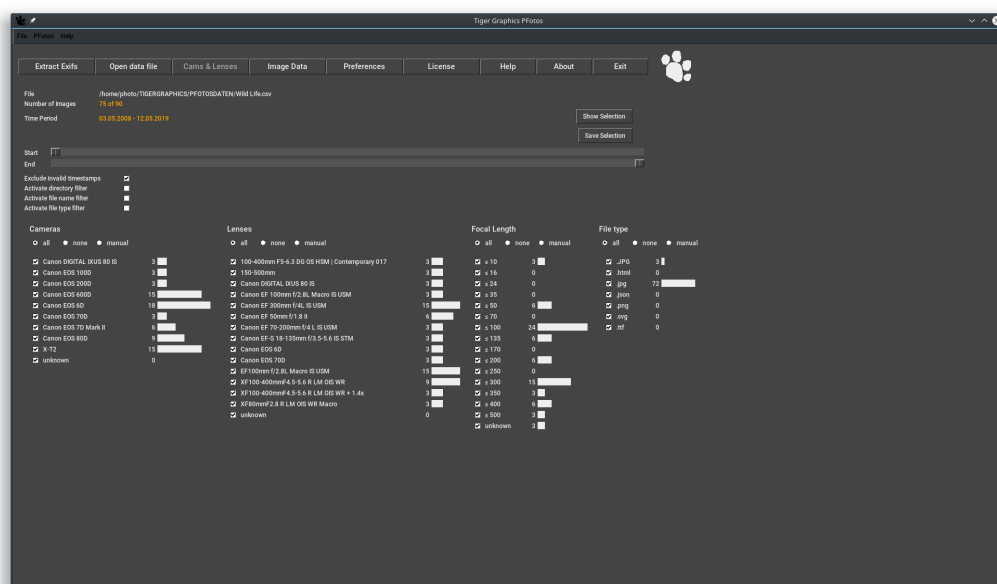 Tiger Graphics PFotos
File PFotos Help
Extract Exifs Open data file Cams & Lenses Image Data Preferences License Help About Exit
File /home/photo/TIGERGRAPHICS/PFOTOSDATEN/Wild Life.csv
Number of Images 75 of 90
Time Period 03.05.2008 - 12.05.2019
Show Selection
Save Selection
Start
End
Exclude invalid timestamps
Activate directory filter
Activate file name filter
Activate file type filter
Cameras
all none manual
Canon DIGITAL IXUS 80 IS 3
Canon EOS 100D 3
Canon EOS 200D 3
Canon EOS 600D 15
Canon EOS 6D 18
Canon EOS 70D 3
Canon EOS 7D Mark II 6
Canon EOS 80D 9
X-T2 15
unknown 0
Lenses
all none manual
100-400mm F5-6.3 DG OS HSM | Contemporary 017 3
150-500mm 3
Canon DIGITAL IXUS 80 IS 3
Canon EF 100mm f/2.8L Macro IS USM 3
Canon EF 300mm f/4L IS USM 15
Canon EF 50mm f/1.8 II 6
Canon EF 70-200mm f/4 L IS USM 3
Canon EF-S 18-135mm f/3.5-5.6 IS STM 3
Canon EOS 6D 3
Canon EOS 70D 3
EF100mm f/2.8L Macro IS USM 15
XF100-400mmF4.5-5.6 R LM OIS WR 9
XF100-400mmF4.5-5.6 R LM OIS WR + 1.4x 3
XF80mmF2.8 R LM OIS WR Macro 3
unknown 0
Focal Length
all none manual
≤ 10 3
≤ 16 0
≤ 24 0
≤ 35 0
≤ 50 6
≤ 70 0
≤ 100 24
≤ 135 6
≤ 170 0
≤ 200 6
≤ 250 0
≤ 300 15
≤ 350 3
≤ 400 6
≤ 500 3
unknown 3
File type
all none manual
.JPG 3
.html 0
.jpg 72
.json 0
.png 0
.svg 0
.ttf 0